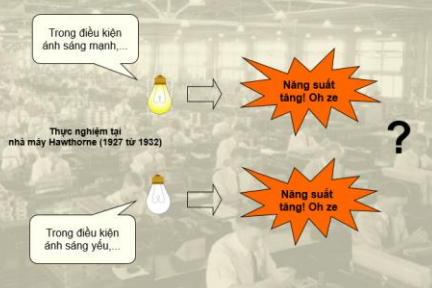 Trong điều kiện
ánh sáng mạnh,...
Năng suất
tăng! Oh ze
Thực nghiệm tại
nhà máy Hawthorne (1927 từ 1932)
?
Trong điều kiện
ánh sáng yếu,...
Năng suất
tăng! Oh ze